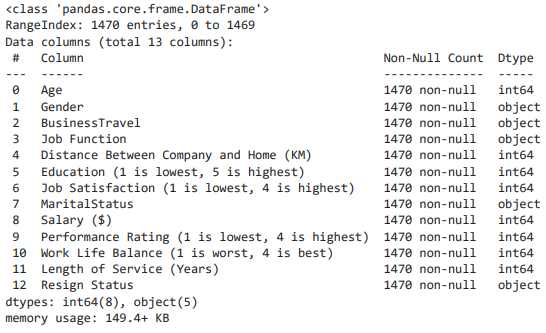 <class 'pandas.core.frame.DataFrame'>
RangeIndex: 1470 entries, 0 to 1469
Data columns (total 13 columns):
 #   Column                                        Non-Null Count  Dtype
---  ------                                        --------------  -----
 0   Age                                           1470 non-null   int64
 1   Gender                                        1470 non-null   object
 2   BusinessTravel                                1470 non-null   object
 3   Job Function                                  1470 non-null   object
 4   Distance Between Company and Home (KM)        1470 non-null   int64
 5   Education (1 is lowest, 5 is highest)         1470 non-null   int64
 6   Job Satisfaction (1 is lowest, 4 is highest)  1470 non-null   int64
 7   MaritalStatus                                 1470 non-null   object
 8   Salary ($)                                    1470 non-null   int64
 9   Performance Rating (1 is lowest, 4 is highest)  1470 non-null   int64
 10  Work Life Balance (1 is worst, 4 is best)     1470 non-null   int64
 11  Length of Service (Years)                     1470 non-null   int64
 12  Resign Status                                 1470 non-null   object
dtypes: int64(8), object(5)
memory usage: 149.4+ KB